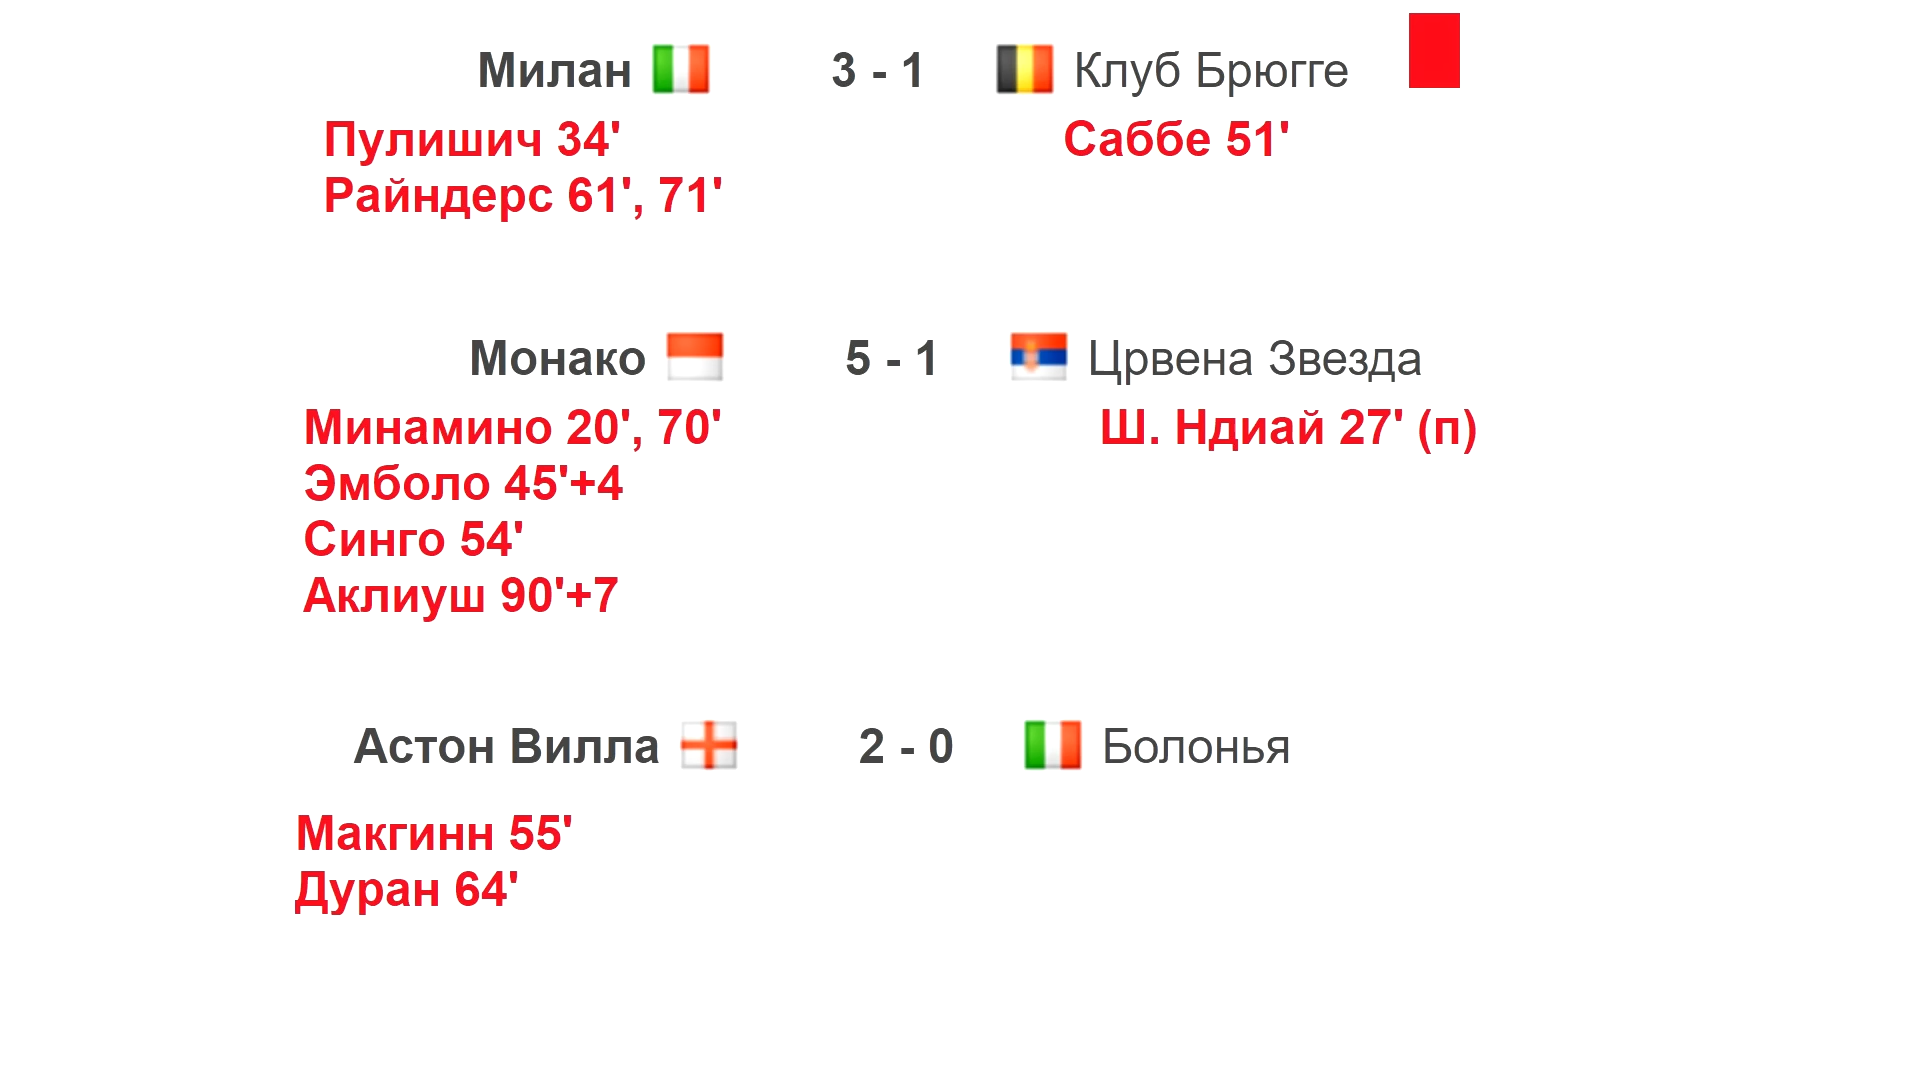 Милан 3 - 1 Клуб Брюгге
Пулишич 34' Саббе 51'
Райндерс 61', 71'
Монако 5 - 1 Црвена Звезда
Минамино 20', 70' Ш. Ндиай 27' (п)
Эмболо 45'+4
Синго 54'
Аклиуш 90'+7
Астон Вилла 2 - 0 Болонья
Макгинн 55'
Дуран 64'